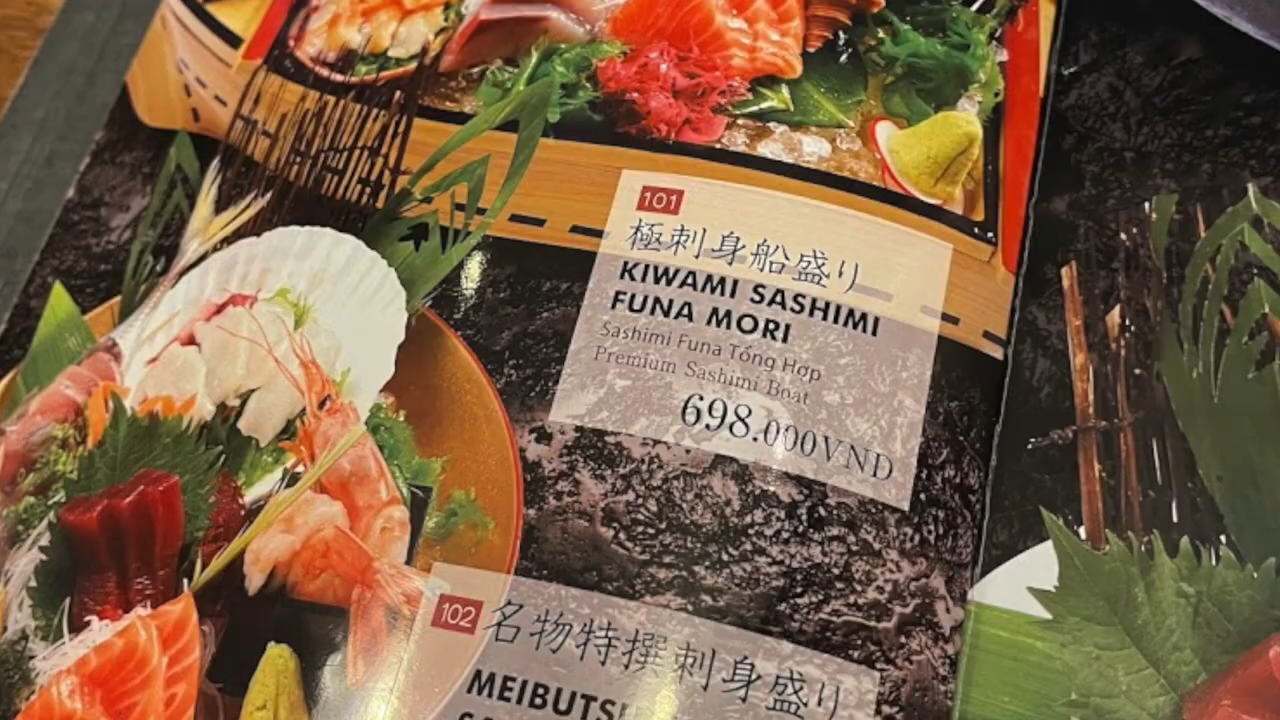 101
極刺身船盛り
KIWAMI SASHIMI
FUNA MORI
Sashimi Funa Tổng Hợp
Premium Sashimi Boat
698.000VND
102
名物特撰刺身盛り